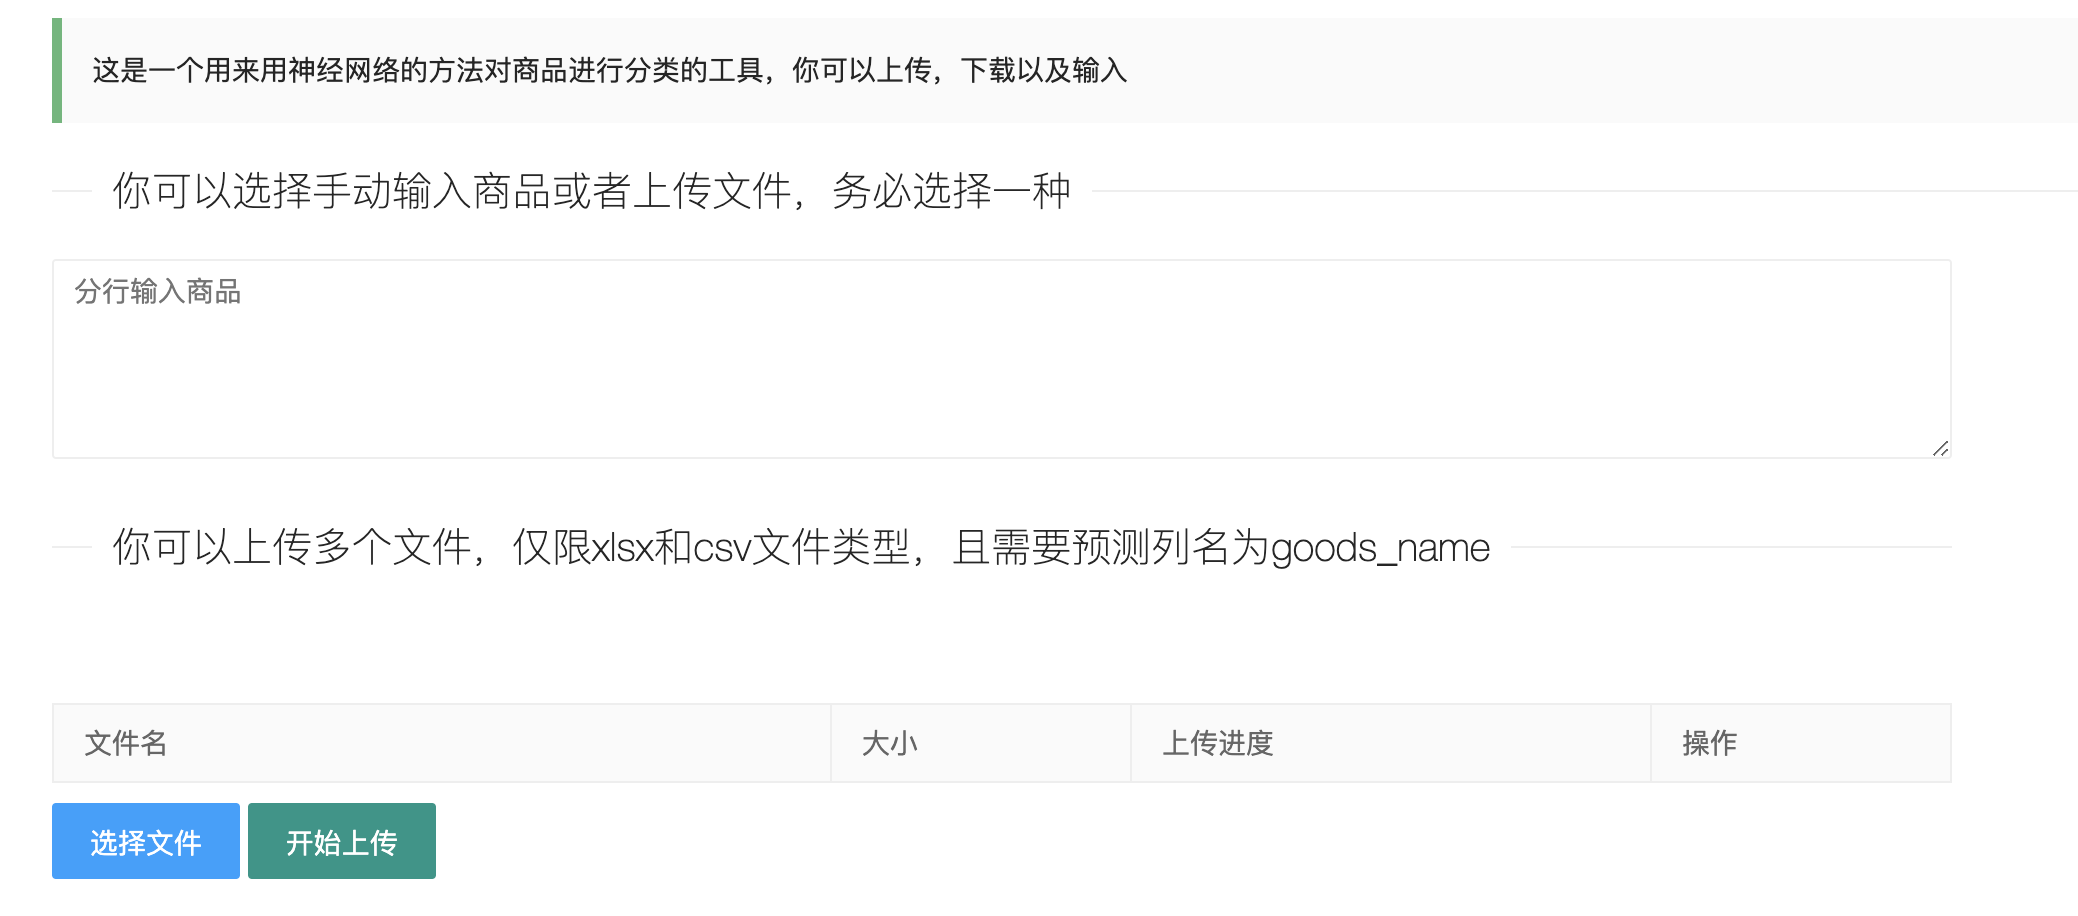 这是一个用来用神经网络的方法对商品进行分类的工具，你可以上传，下载以及输入
你可以选择手动输入商品或者上传文件，务必选择一种
分行输入商品
你可以上传多个文件，仅限xlsx和csv文件类型，且需要预测列名为goods_name
文件名 大小 上传进度 操作
选择文件 开始上传